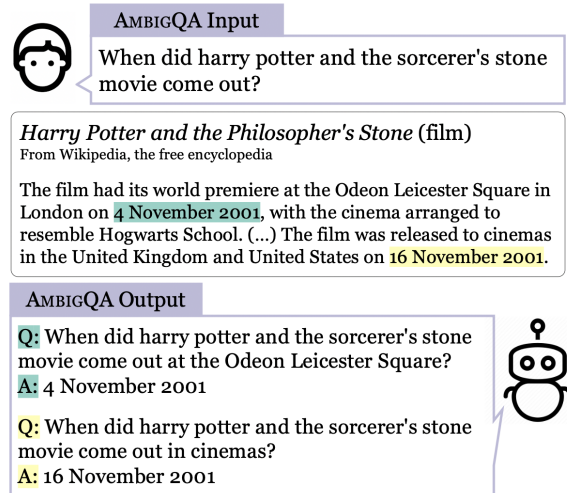 AMBIGQA Input
When did harry potter and the sorcerer's stone
movie come out?
Harry Potter and the Philosopher's Stone (film)
From Wikipedia, the free encyclopedia
The film had its world premiere at the Odeon Leicester Square in
London on 4 November 2001, with the cinema arranged to
resemble Hogwarts School. (...) The film was released to cinemas
in the United Kingdom and United States on 16 November 2001.
AMBIGQA Output
Q: When did harry potter and the sorcerer's stone
movie come out at the Odeon Leicester Square?
A: 4 November 2001
Q: When did harry potter and the sorcerer's stone
movie come out in cinemas?
A: 16 November 2001